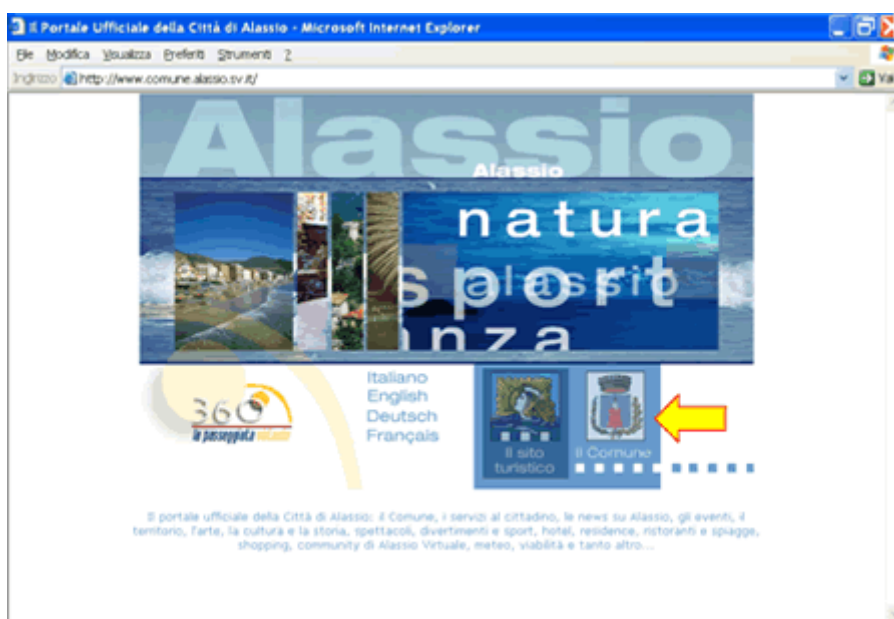 Il Portale Ufficiale della Città di Alassio - Microsoft Internet Explorer
File Modifica Visualizza Preferiti Strumenti ?
Indirizzo http://www.comune.alassio.sv.it/ Vai
Alassio
Alassio
natura
sport
alassio
anza
360
la passeggiata virtuale
Italiano
English
Deutsch
Français
Il sito turistico
Il Comune
Il portale ufficiale della Città di Alassio: il Comune, i servizi al cittadino, le news su Alassio, gli eventi, il
territorio, l'arte, la cultura e la storia, spettacoli, divertimenti e sport, hotel, residence, ristoranti e spiagge,
shopping, community di Alassio Virtuale, meteo, viabilità e tanto altro...